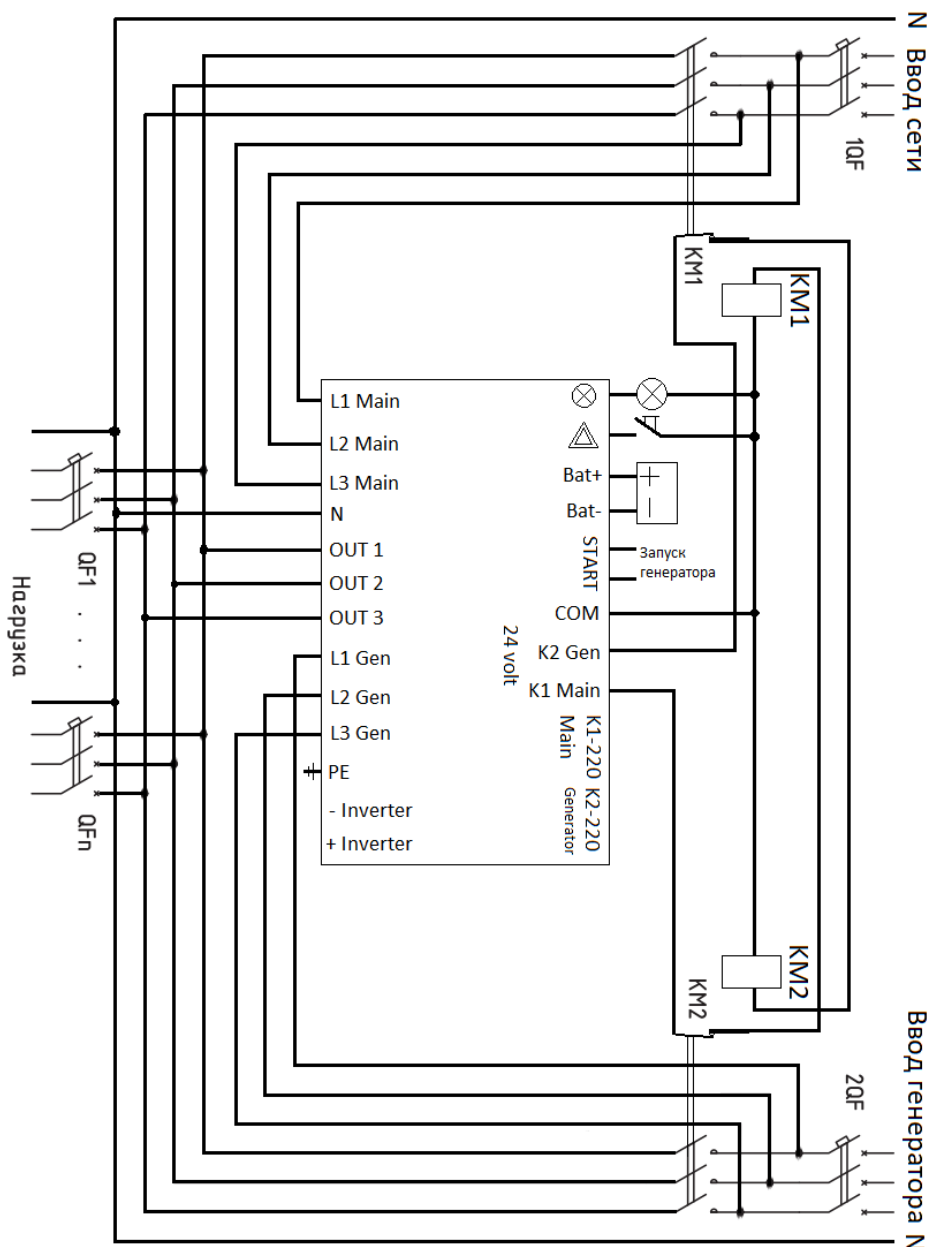 N
Ввод сети
1QF
KM1
KM1
L1 Main
L2 Main
L3 Main
N
OUT 1
OUT 2
OUT 3
L1 Gen
L2 Gen
L3 Gen
PE
- Inverter
+ Inverter
Bat+
Bat-
START
COM
K2 Gen
K1 Main
24 volt
K1-220 K2-220
Main Generator
+
−
Запуск
генератора
QF1
. . .
QFn
Нагрузка
KM2
KM2
2QF
Ввод генератора N